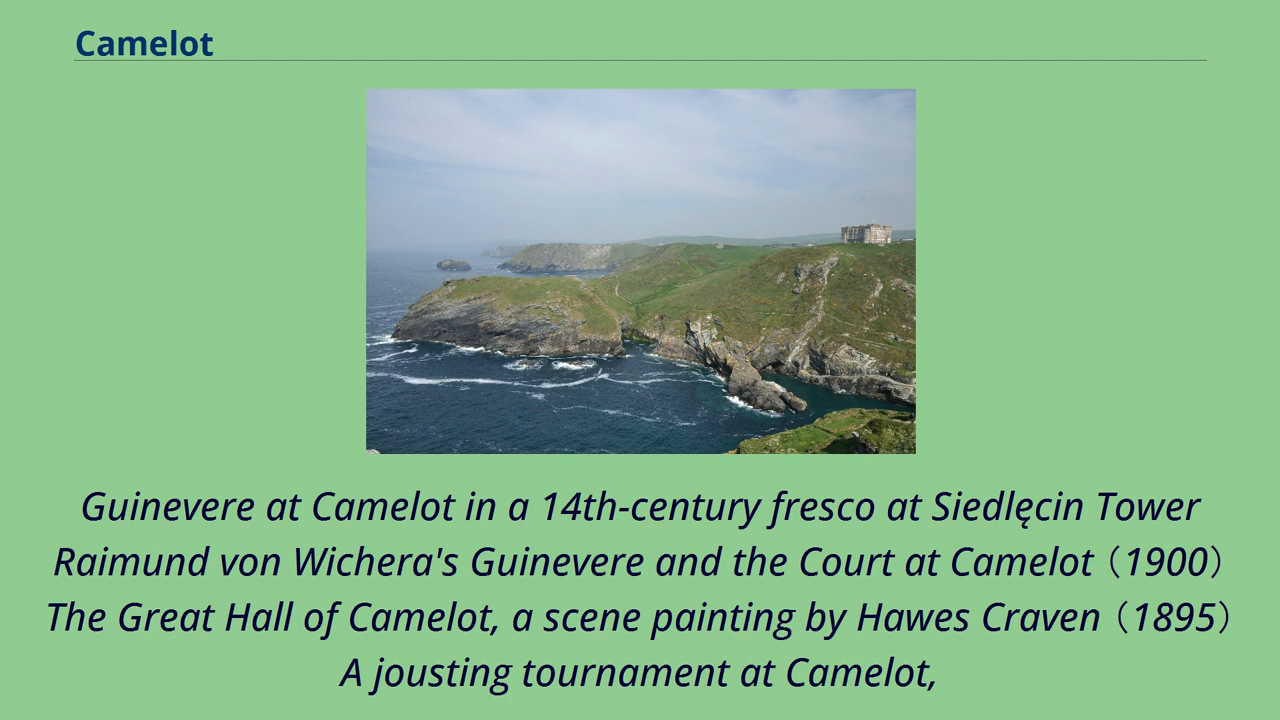 Camelot
Guinevere at Camelot in a 14th-century fresco at Siedlęcin Tower
Raimund von Wichera's Guinevere and the Court at Camelot（1900）
The Great Hall of Camelot, a scene painting by Hawes Craven（1895）
A jousting tournament at Camelot,